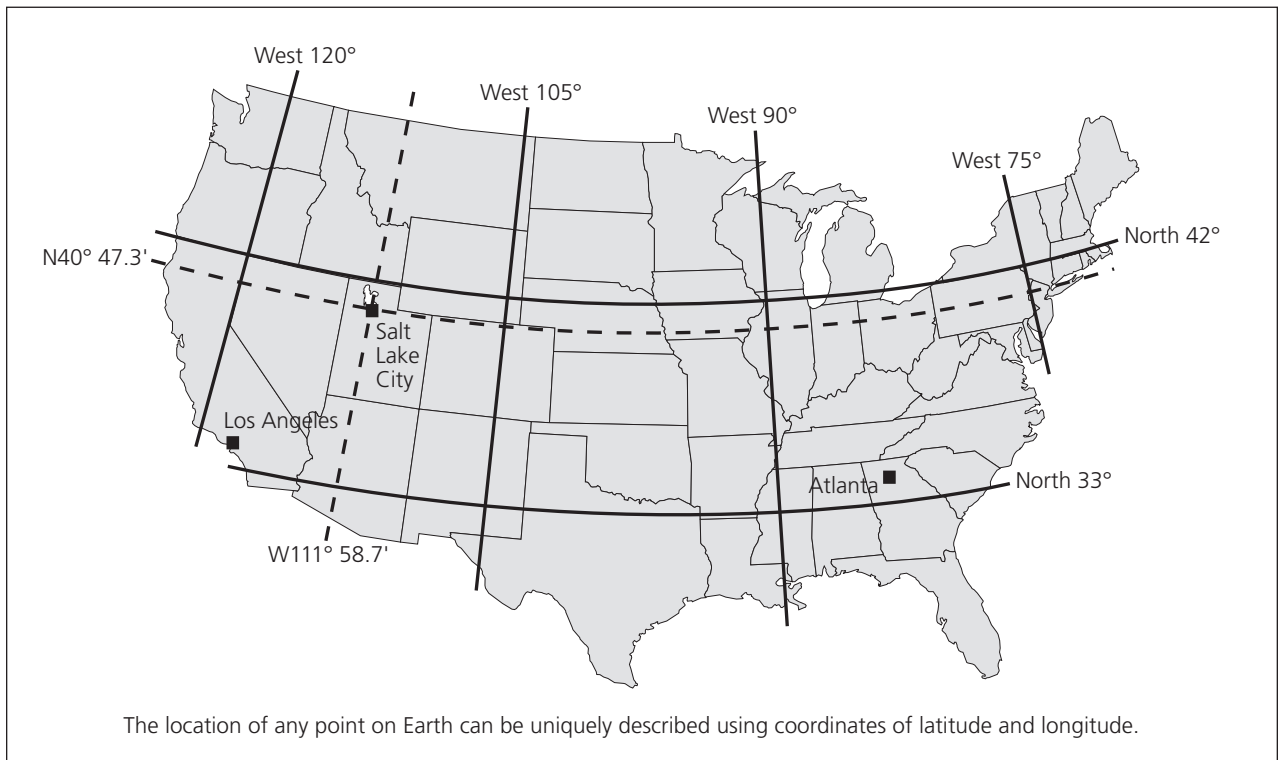 West 120°
West 105°
West 90°
West 75°
North 42°
N40° 47.3'
Salt
Lake
City
Los Angeles
Atlanta
North 33°
W111° 58.7'
The location of any point on Earth can be uniquely described using coordinates of latitude and longitude.